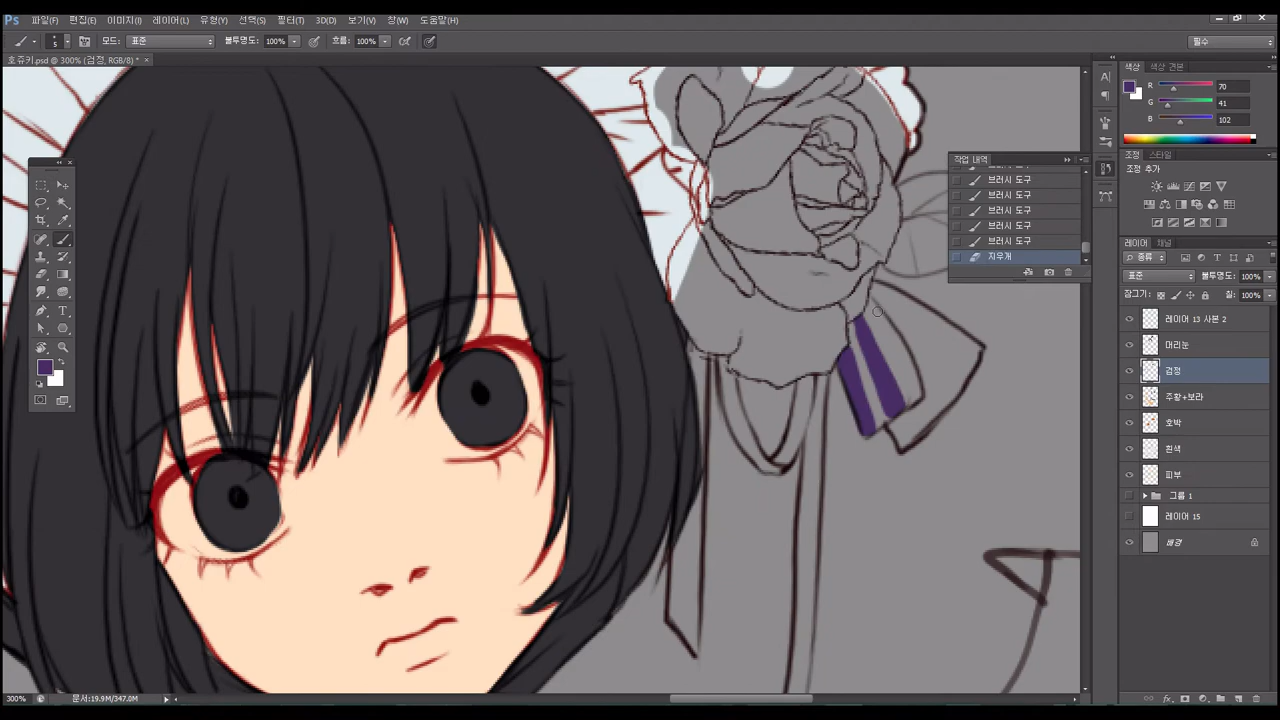 Ps 파일(F) 편집(E) 이미지(I) 레이어(L) 유형(Y) 선택(S) 필터(T) 3D(D) 보기(V) 창(W) 도움말(H)
5 모드: 표준 불투명도: 100% 흐름: 100% 필수
호쥬키.psd @ 300% (검정, RGB/8) * ×
색상 색상 견본
R 70
G 41
B 102
조정 스타일
조정 추가
작업 내역
브러시 도구
브러시 도구
브러시 도구
브러시 도구
브러시 도구
지우개
레이어 채널
종류
표준 불투명도: 100%
잠그기: 칠: 100%
레이어 13 사본 2
머리눈
검정
주황+보라
호박
흰색
피부
그룹 1
레이어 15
배경
300% 문서:19.9M/347.0M